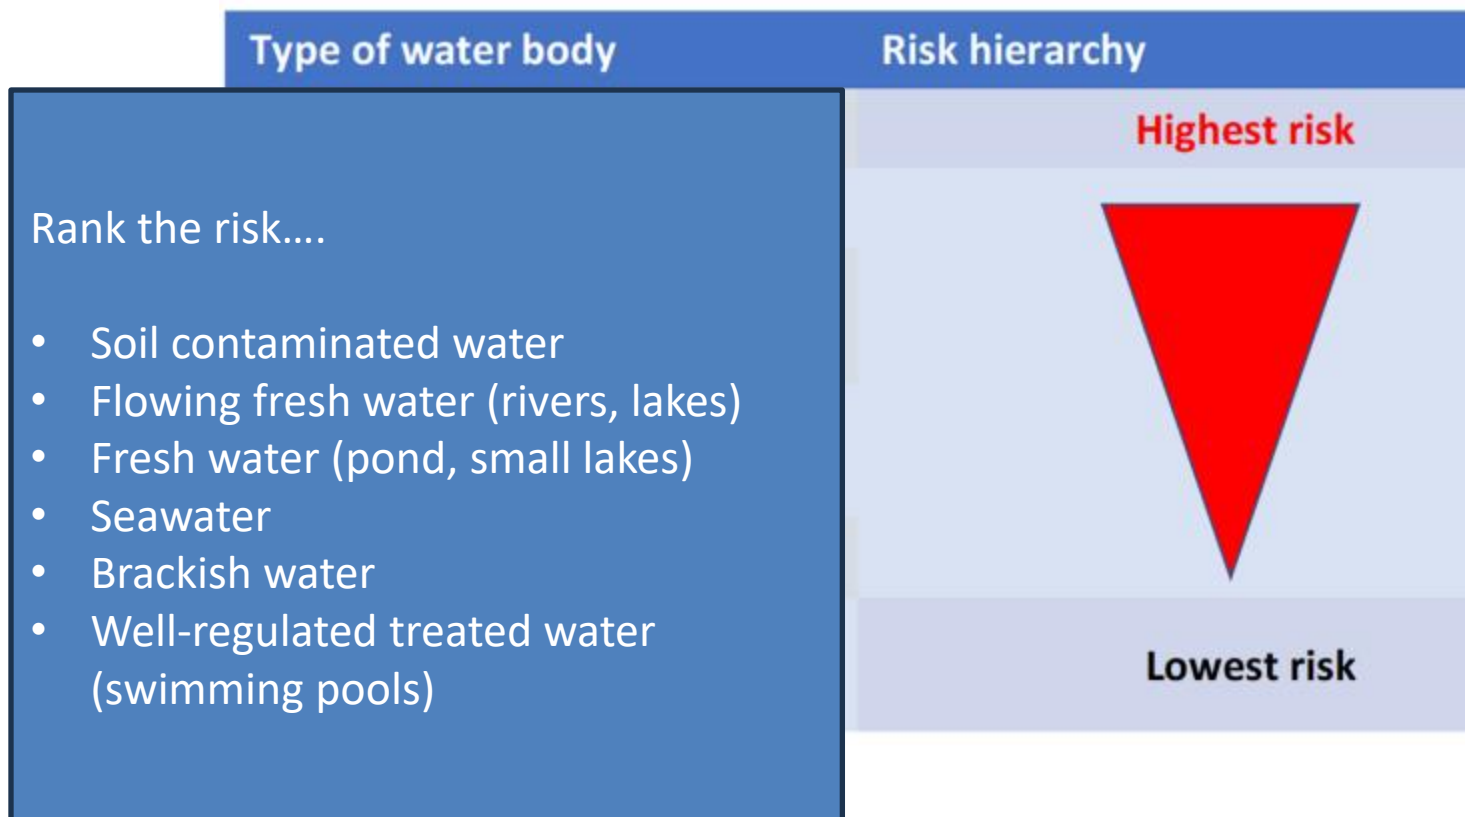 Type of water body
Risk hierarchy
Highest risk
Rank the risk....
• Soil contaminated water
• Flowing fresh water (rivers, lakes)
• Fresh water (pond, small lakes)
• Seawater
• Brackish water
• Well-regulated treated water
(swimming pools)
Lowest risk